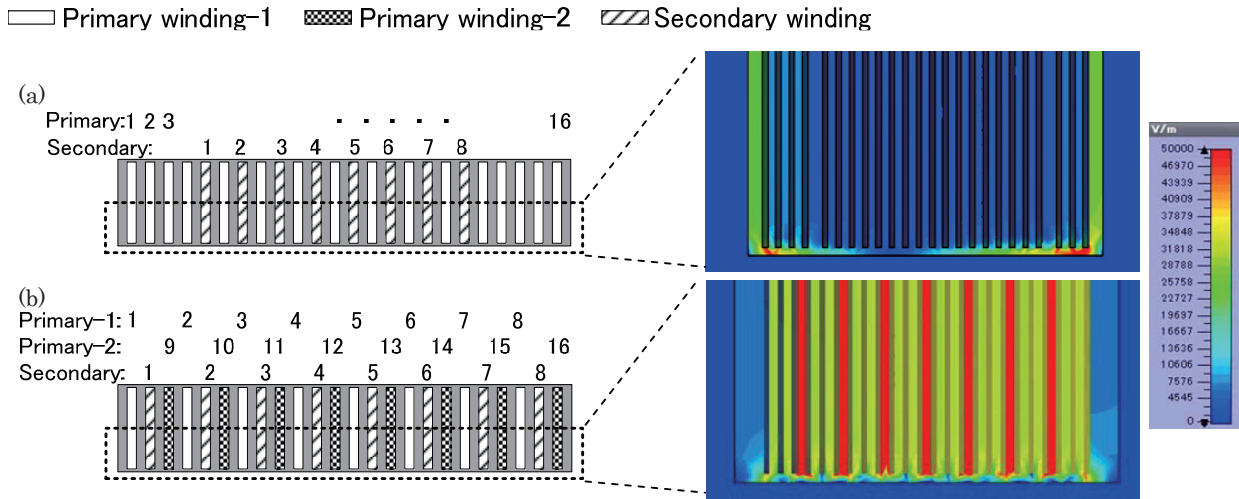 Primary winding-1 Primary winding-2 Secondary winding
(a)
Primary:1 2 3 ・・・・・ 16
Secondary: 1 2 3 4 5 6 7 8
(b)
Primary-1: 1 2 3 4 5 6 7 8
Primary-2: 9 10 11 12 13 14 15 16
Secondary: 1 2 3 4 5 6 7 8
V/m
50000
46970
43939
40909
37879
34848
31818
28788
25758
22727
19697
16667
13636
10606
7576
4545
0